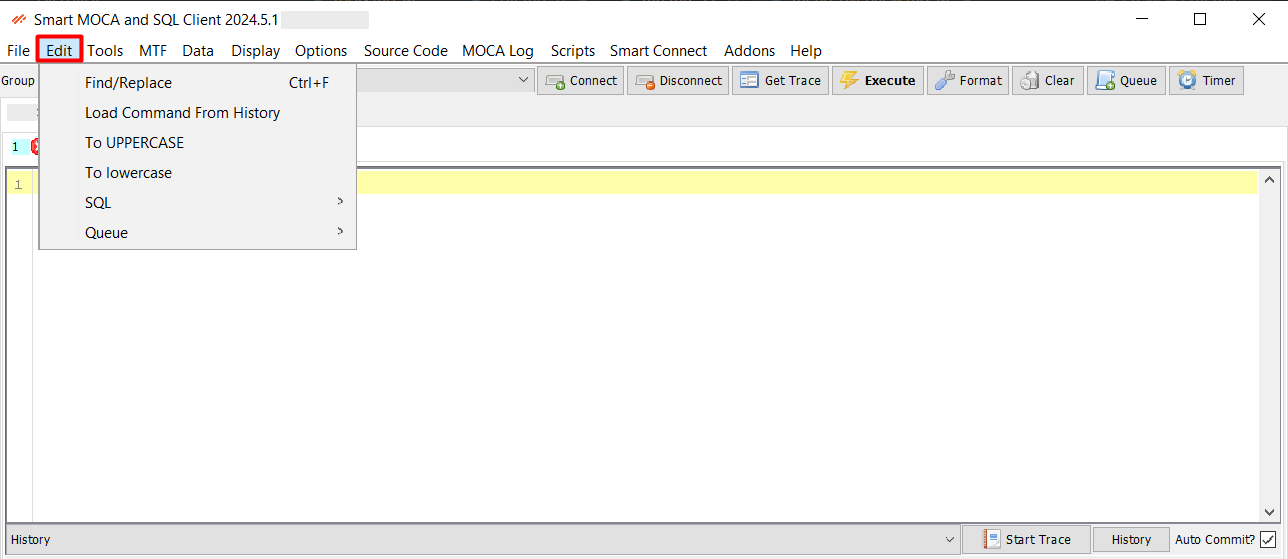 Smart MOCA and SQL Client 2024.5.1
File Edit Tools MTF Data Display Options Source Code MOCA Log Scripts Smart Connect Addons Help
Group Connect Disconnect Get Trace Execute Format Clear Queue Timer
Find/Replace Ctrl+F
Load Command From History
To UPPERCASE
1
To lowercase
1
SQL >
Queue >
History Start Trace History Auto Commit?